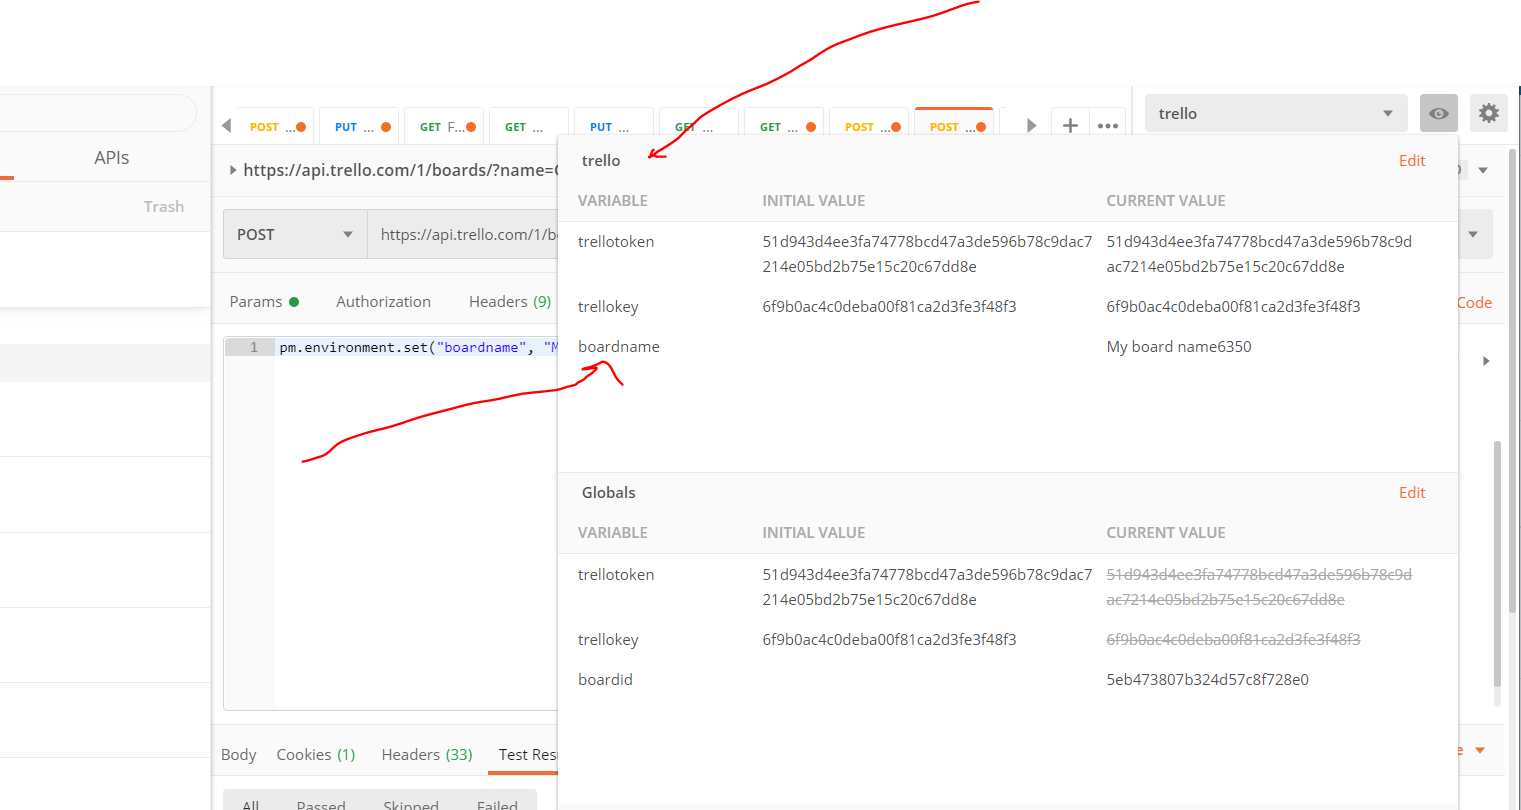 POST ...
PUT ...
GET F...
GET ...
PUT ...
GET ...
GET ...
POST ...
POST ...
trello
APIs
Trash
https://api.trello.com/1/boards/?name=
POST
https://api.trello.com/1/b
Params
Authorization
Headers (9)
Code
1 pm.environment.set("boardname", "M
trello
Edit
VARIABLE INITIAL VALUE CURRENT VALUE
trellotoken 51d943d4ee3fa74778bcd47a3de596b78c9dac7 51d943d4ee3fa74778bcd47a3de596b78c9d
214e05bd2b75e15c20c67dd8e ac7214e05bd2b75e15c20c67dd8e
trellokey 6f9b0ac4c0deba00f81ca2d3fe3f48f3 6f9b0ac4c0deba00f81ca2d3fe3f48f3
boardname My board name6350
Globals
Edit
VARIABLE INITIAL VALUE CURRENT VALUE
trellotoken 51d943d4ee3fa74778bcd47a3de596b78c9dac7 51d943d4ee3fa74778bcd47a3de596b78c9d
214e05bd2b75e15c20c67dd8e ac7214e05bd2b75e15c20c67dd8e
trellokey 6f9b0ac4c0deba00f81ca2d3fe3f48f3 6f9b0ac4c0deba00f81ca2d3fe3f48f3
boardid 5eb473807b324d57c8f728e0
Body Cookies (1) Headers (33) Test Res
All Passed Skipped Failed